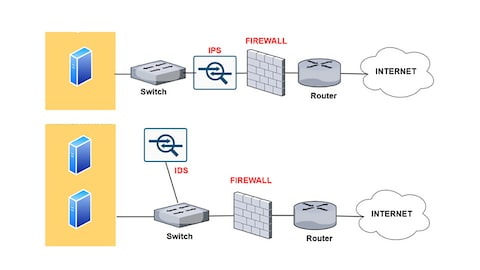 FIREWALL
IPS
INTERNET
Switch
Router
IDS
FIREWALL
INTERNET
Switch
Router